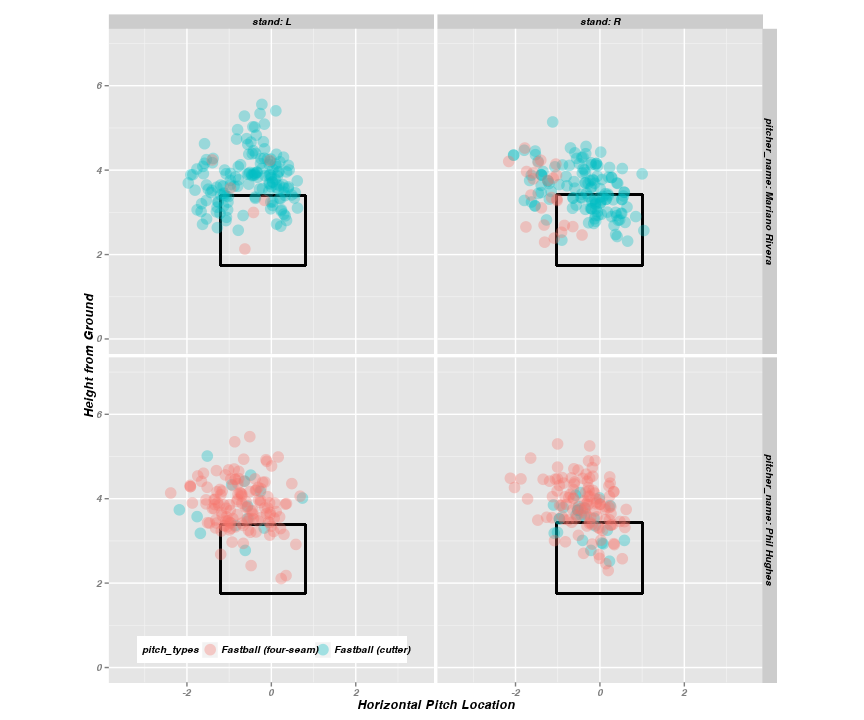 stand: L
stand: R
pitcher_name: Mariano Rivera
pitcher_name: Phil Hughes
Height from Ground
6
4
2
0
6
4
2
0
pitch_types Fastball (four-seam) Fastball (cutter)
-2 0 2 -2 0 2
Horizontal Pitch Location